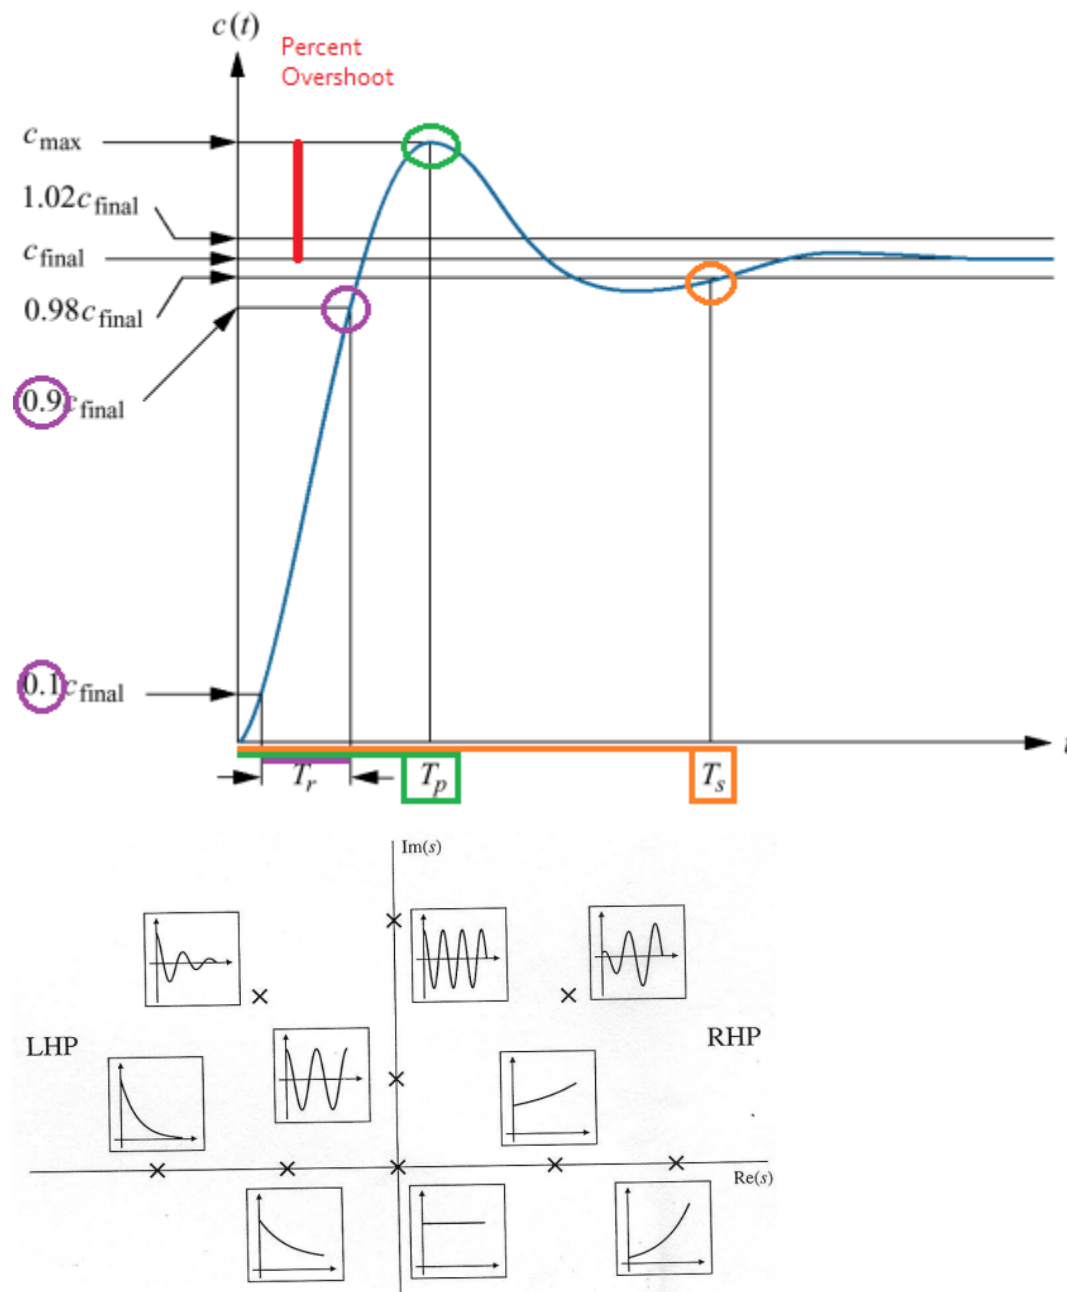 c(t)
Percent
Overshoot
c_max
1.02c_final
c_final
0.98c_final
0.9c_final
0.1c_final
T_r
T_p
T_s
t
Im(s)
LHP
RHP
Re(s)